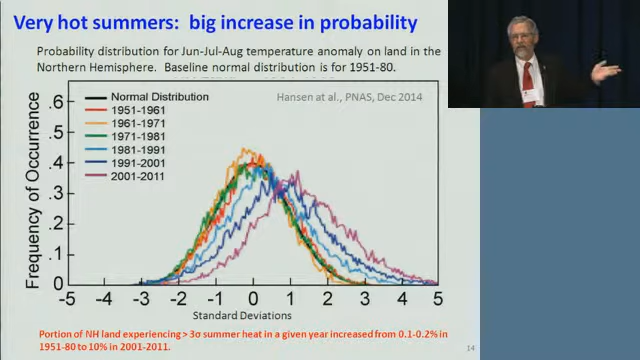 Very hot summers: big increase in probability
Probability distribution for Jun-Jul-Aug temperature anomaly on land in the
Northern Hemisphere. Baseline normal distribution is for 1951-80.
Hansen at al., PNAS, Dec 2014
Normal Distribution
1951-1961
1961-1971
1971-1981
1981-1991
1991-2001
2001-2011
Frequency of Occurrence
.6
.5
.4
.3
.2
.1
0
-5 -4 -3 -2 -1 0 1 2 3 4 5
Standard Deviations
Portion of NH land experiencing > 3σ summer heat in a given year increased from 0.1-0.2% in
1951-80 to 10% in 2001-2011.
14